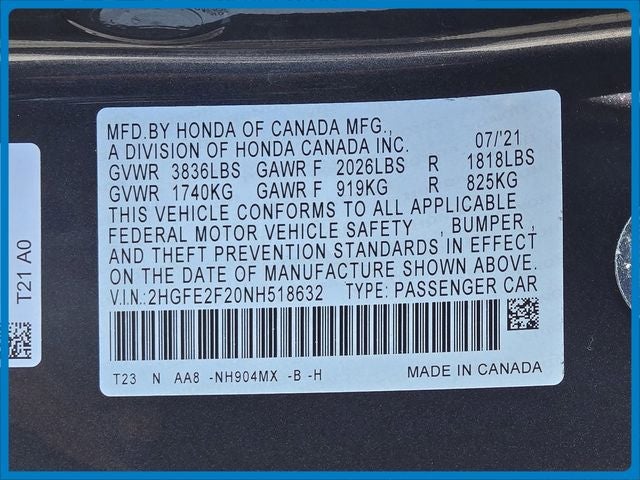 MFD.BY HONDA OF CANADA MFG.,
A DIVISION OF HONDA CANADA INC. 07/'21
GVWR 3836LBS GAWR F 2026LBS R 1818LBS
GVWR 1740KG GAWR F 919KG R 825KG
THIS VEHICLE CONFORMS TO ALL APPLICABLE
FEDERAL MOTOR VEHICLE SAFETY , BUMPER ,
AND THEFT PREVENTION STANDARDS IN EFFECT
ON THE DATE OF MANUFACTURE SHOWN ABOVE.
V.I.N.: 2HGFE2F20NH518632 TYPE: PASSENGER CAR
T23 N AA8 -NH904MX -B -H MADE IN CANADA
T21 A0